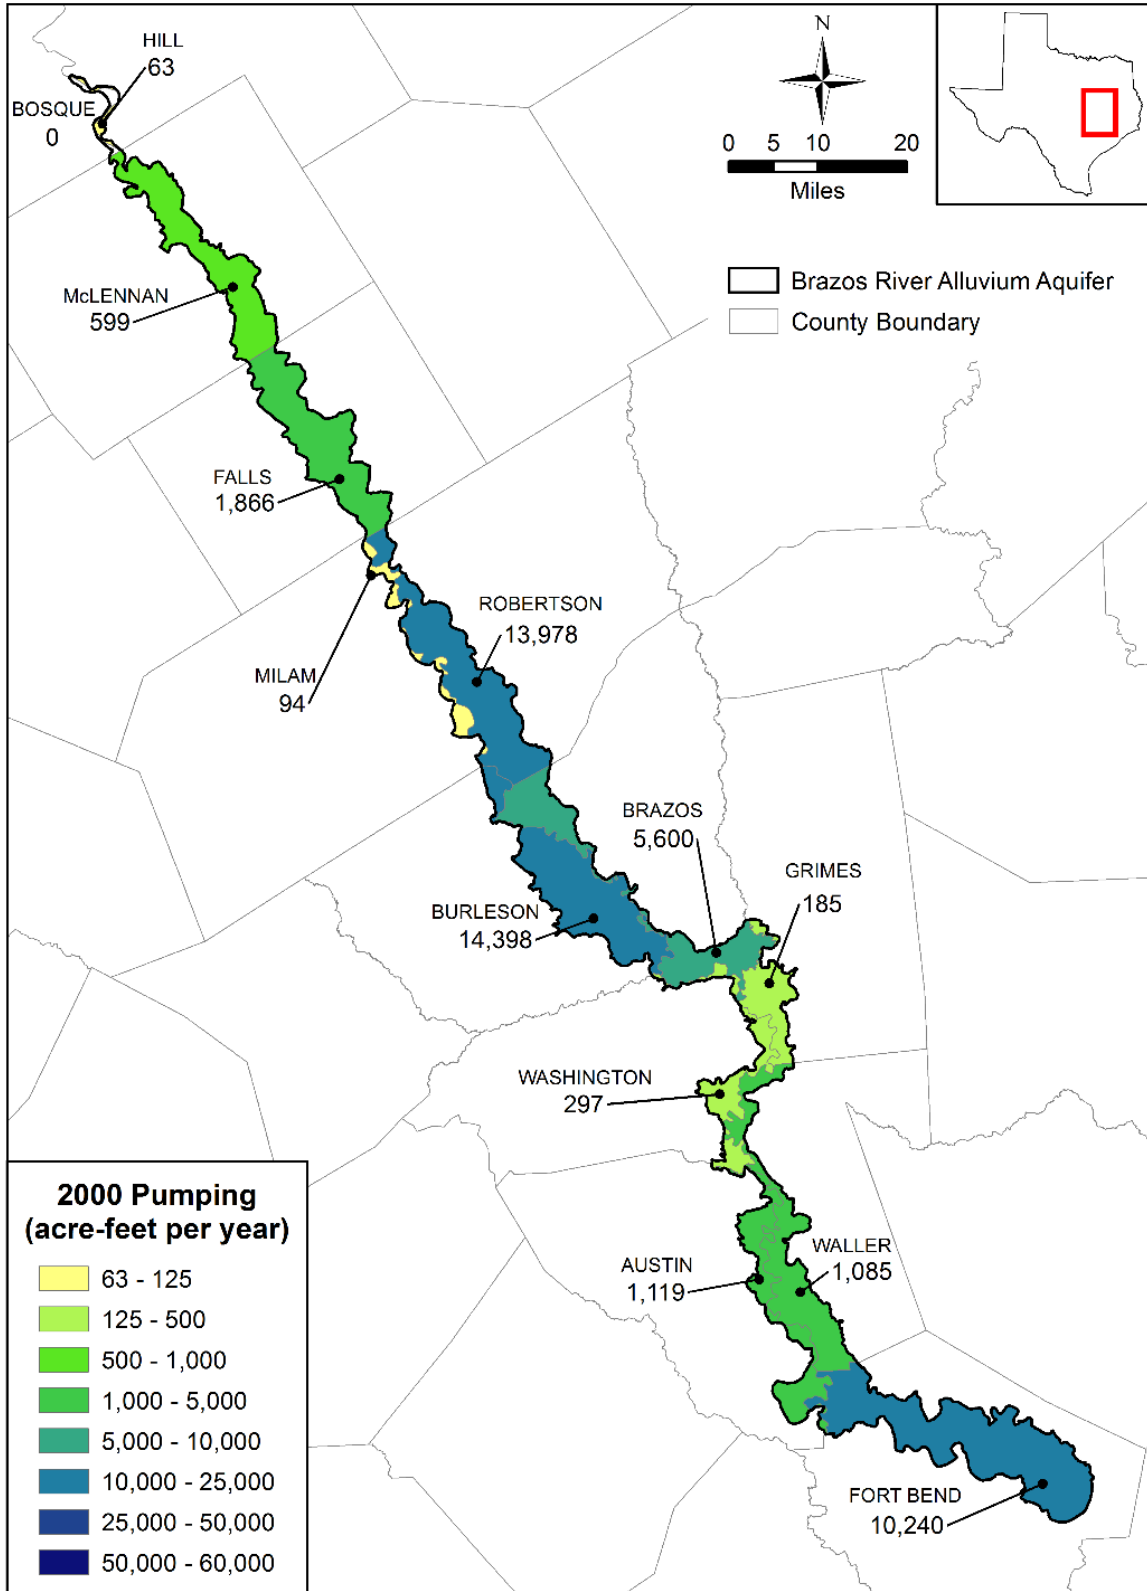 N
0 5 10 20
Miles
Brazos River Alluvium Aquifer
County Boundary
HILL
63
BOSQUE
0
McLENNAN
599
FALLS
1,866
ROBERTSON
13,978
MILAM
94
BRAZOS
5,600
GRIMES
185
BURLESON
14,398
WASHINGTON
297
WALLER
1,085
AUSTIN
1,119
FORT BEND
10,240
2000 Pumping
(acre-feet per year)
63 - 125
125 - 500
500 - 1,000
1,000 - 5,000
5,000 - 10,000
10,000 - 25,000
25,000 - 50,000
50,000 - 60,000